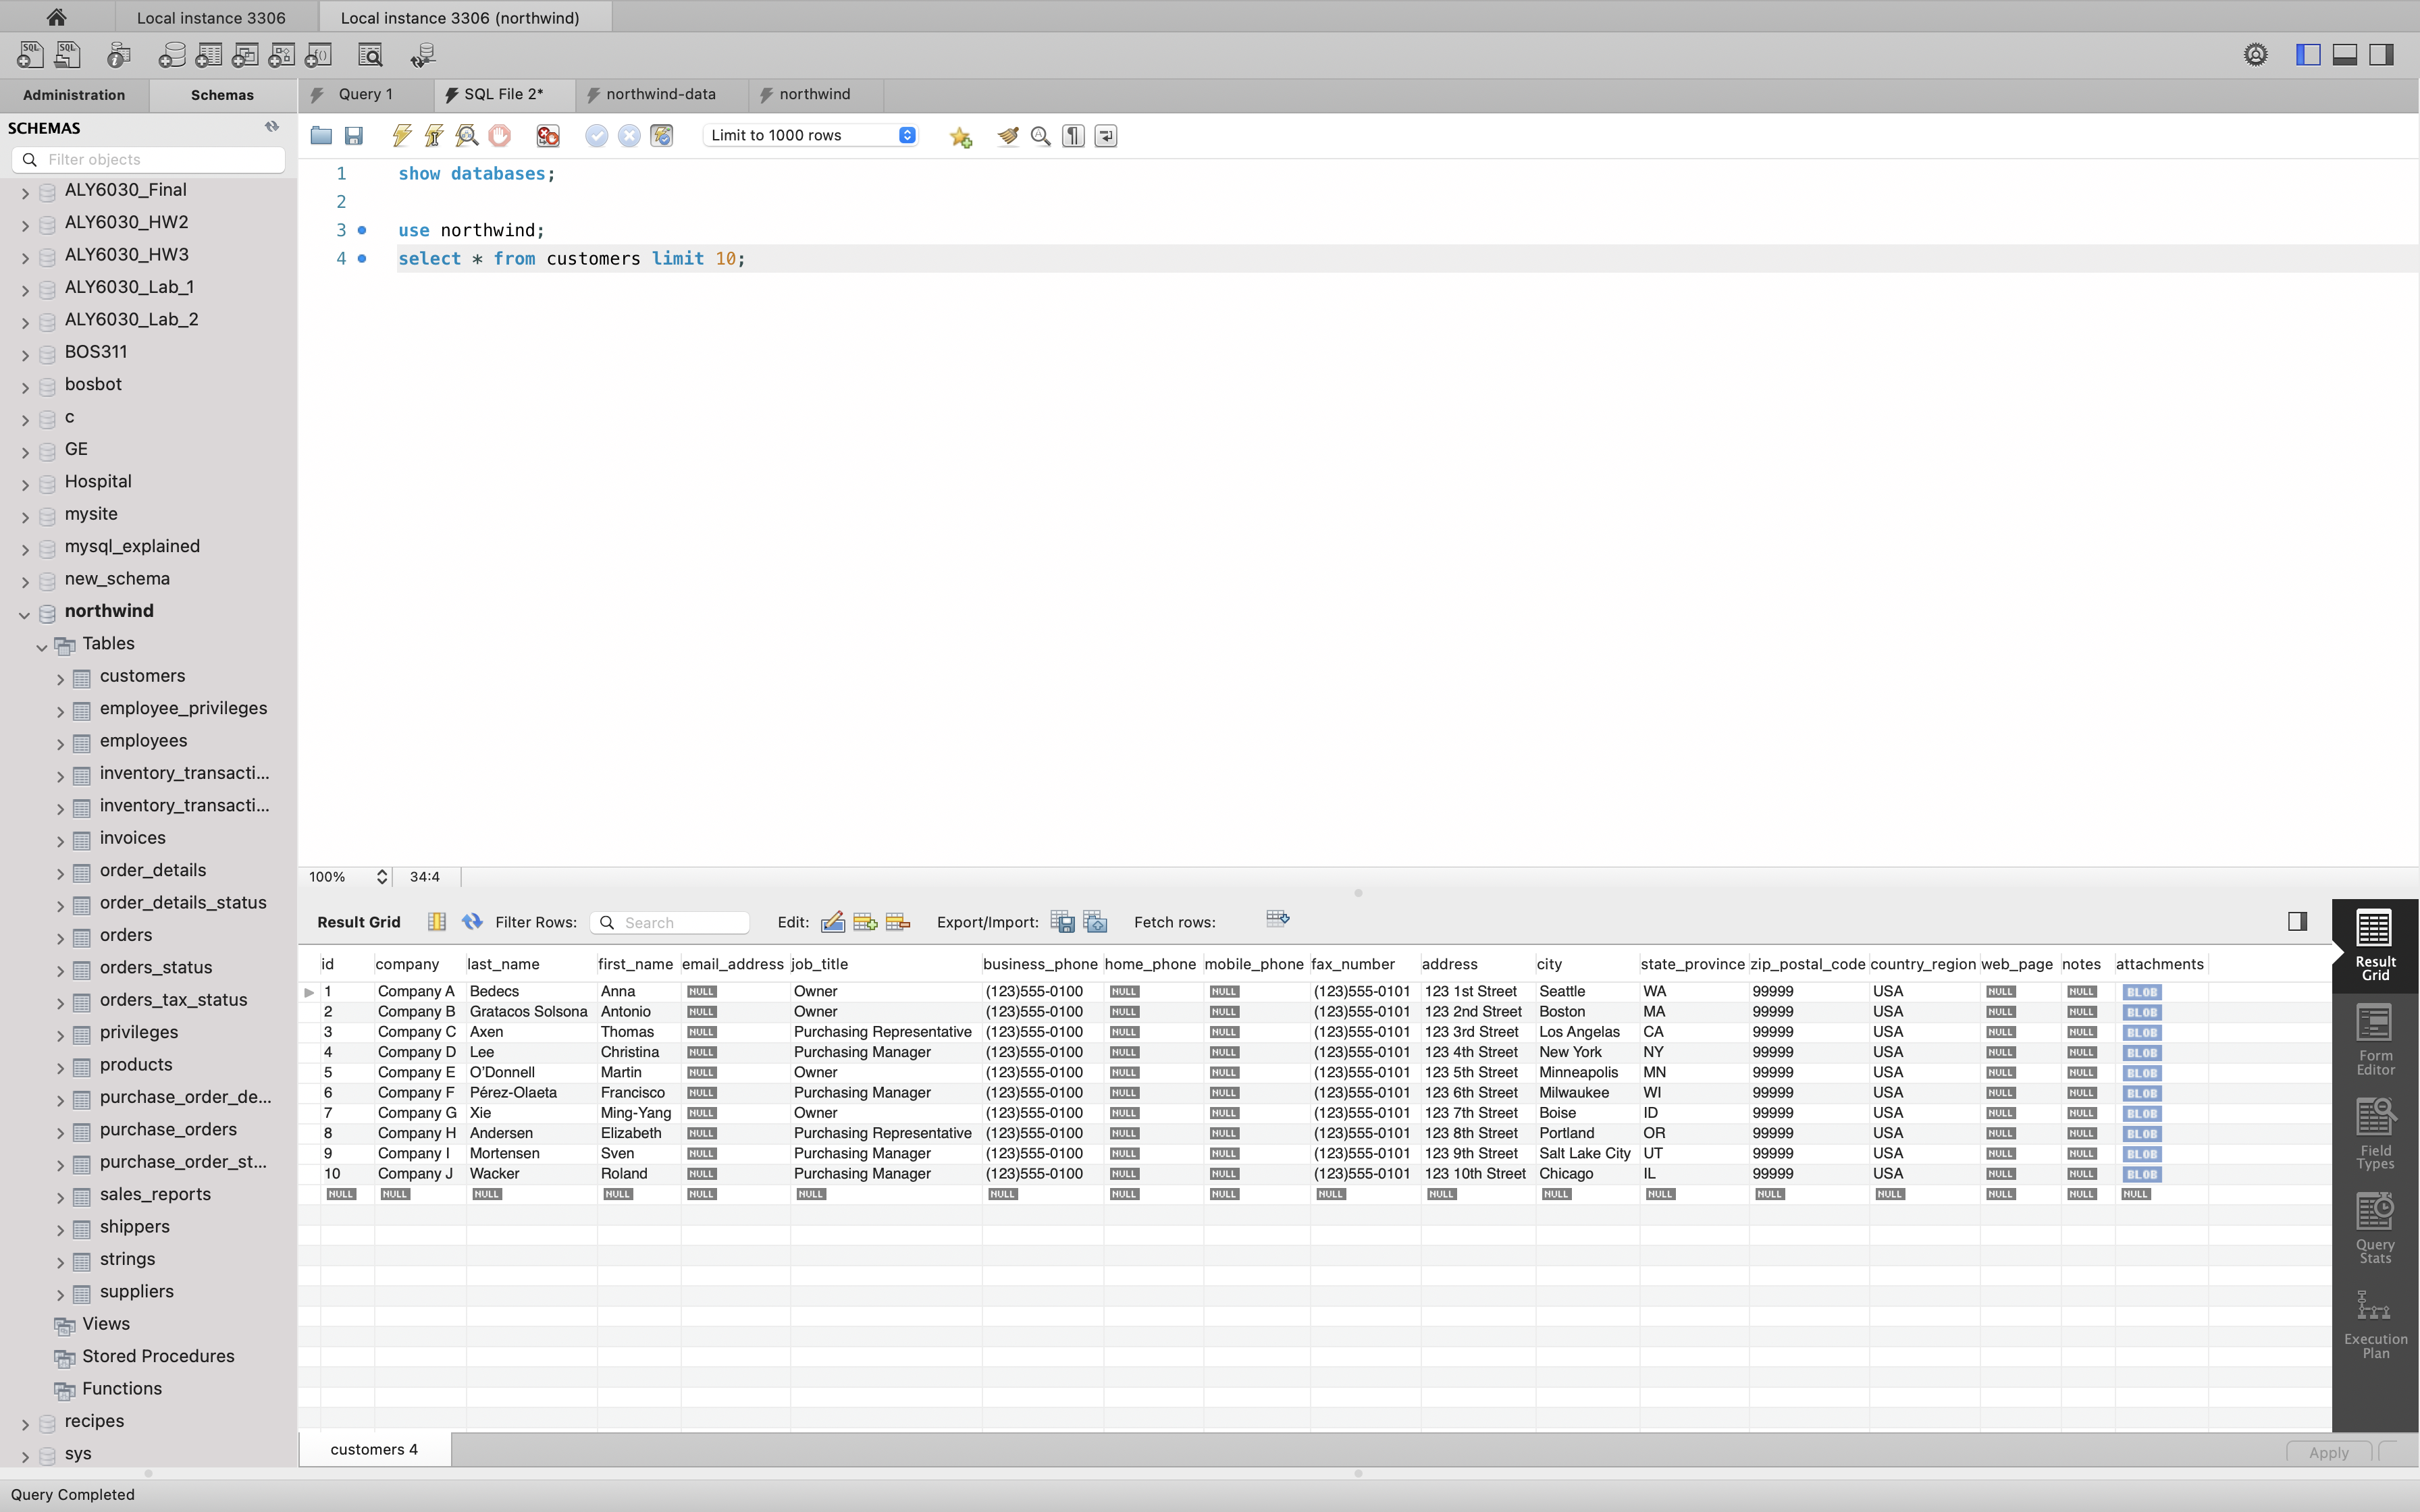 Local instance 3306 Local instance 3306 (northwind)
SQL SQL
Administration Schemas Query 1 SQL File 2* northwind-data northwind
SCHEMAS
Filter objects
Limit to 1000 rows
1 show databases;
2
3 use northwind;
4 select * from customers limit 10;
ALY6030_Final
ALY6030_HW2
ALY6030_HW3
ALY6030_Lab_1
ALY6030_Lab_2
BOS311
bosbot
c
GE
Hospital
mysite
mysql_explained
new_schema
northwind
Tables
customers
employee_privileges
employees
inventory_transacti...
inventory_transacti...
invoices
order_details
order_details_status
orders
orders_status
orders_tax_status
privileges
products
purchase_order_de...
purchase_orders
purchase_order_st...
sales_reports
shippers
strings
suppliers
Views
Stored Procedures
Functions
recipes
sys
100% 34:4
Result Grid Filter Rows: Search Edit: Export/Import: Fetch rows:
id company last_name first_name email_address job_title business_phone home_phone mobile_phone fax_number address city state_province zip_postal_code country_region web_page notes attachments
1 Company A Bedecs Anna NULL Owner (123)555-0100 NULL NULL (123)555-0101 123 1st Street Seattle WA 99999 USA NULL NULL BLOB
2 Company B Gratacos Solsona Antonio NULL Owner (123)555-0100 NULL NULL (123)555-0101 123 2nd Street Boston MA 99999 USA NULL NULL BLOB
3 Company C Axen Thomas NULL Purchasing Representative (123)555-0100 NULL NULL (123)555-0101 123 3rd Street Los Angelas CA 99999 USA NULL NULL BLOB
4 Company D Lee Christina NULL Purchasing Manager (123)555-0100 NULL NULL (123)555-0101 123 4th Street New York NY 99999 USA NULL NULL BLOB
5 Company E O'Donnell Martin NULL Owner (123)555-0100 NULL NULL (123)555-0101 123 5th Street Minneapolis MN 99999 USA NULL NULL BLOB
6 Company F Pérez-Olaeta Francisco NULL Purchasing Manager (123)555-0100 NULL NULL (123)555-0101 123 6th Street Milwaukee WI 99999 USA NULL NULL BLOB
7 Company G Xie Ming-Yang NULL Owner (123)555-0100 NULL NULL (123)555-0101 123 7th Street Boise ID 99999 USA NULL NULL BLOB
8 Company H Andersen Elizabeth NULL Purchasing Representative (123)555-0100 NULL NULL (123)555-0101 123 8th Street Portland OR 99999 USA NULL NULL BLOB
9 Company I Mortensen Sven NULL Purchasing Manager (123)555-0100 NULL NULL (123)555-0101 123 9th Street Salt Lake City UT 99999 USA NULL NULL BLOB
10 Company J Wacker Roland NULL Purchasing Manager (123)555-0100 NULL NULL (123)555-0101 123 10th Street Chicago IL 99999 USA NULL NULL BLOB
NULL NULL NULL NULL NULL NULL NULL NULL NULL NULL NULL NULL NULL NULL NULL NULL NULL NULL
Result
Grid
Form
Editor
Field
Types
Query
Stats
Execution
Plan
customers 4
Apply
Query Completed